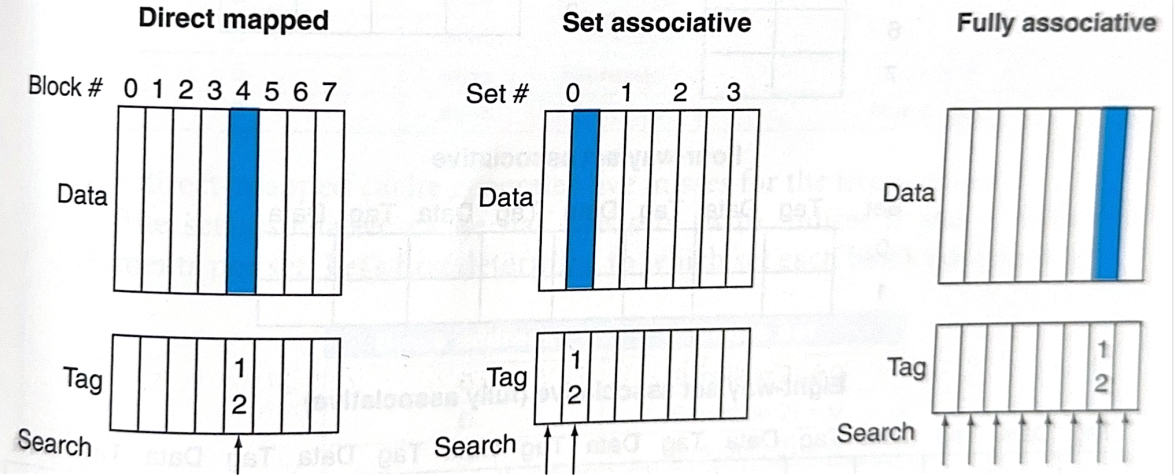 Direct mapped
Block # 0 1 2 3 4 5 6 7
Data
Tag
1
2
Search
Set associative
Set # 0 1 2 3
Data
Tag
1
2
Search
Fully associative
Data
Tag
1
2
Search